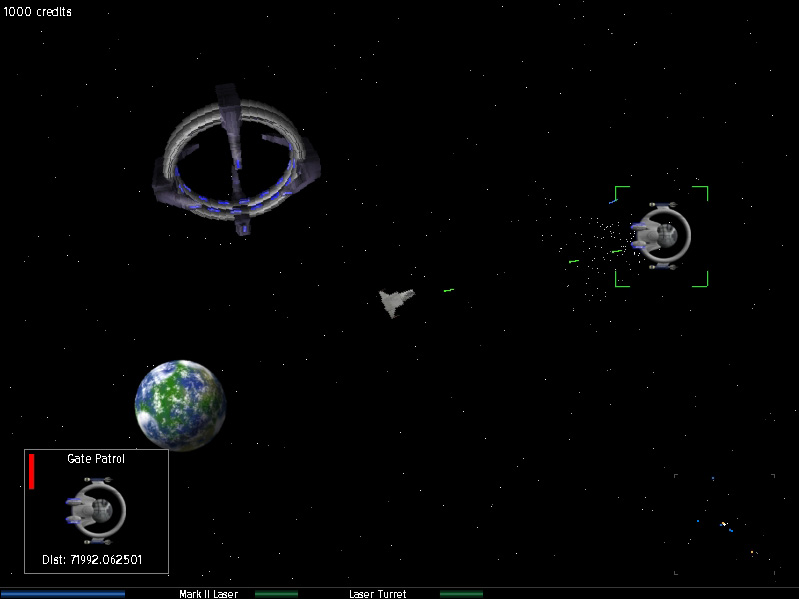 1000 credits
Gate Patrol
Dist: 71992.062501
Mark II Laser
Laser Turret